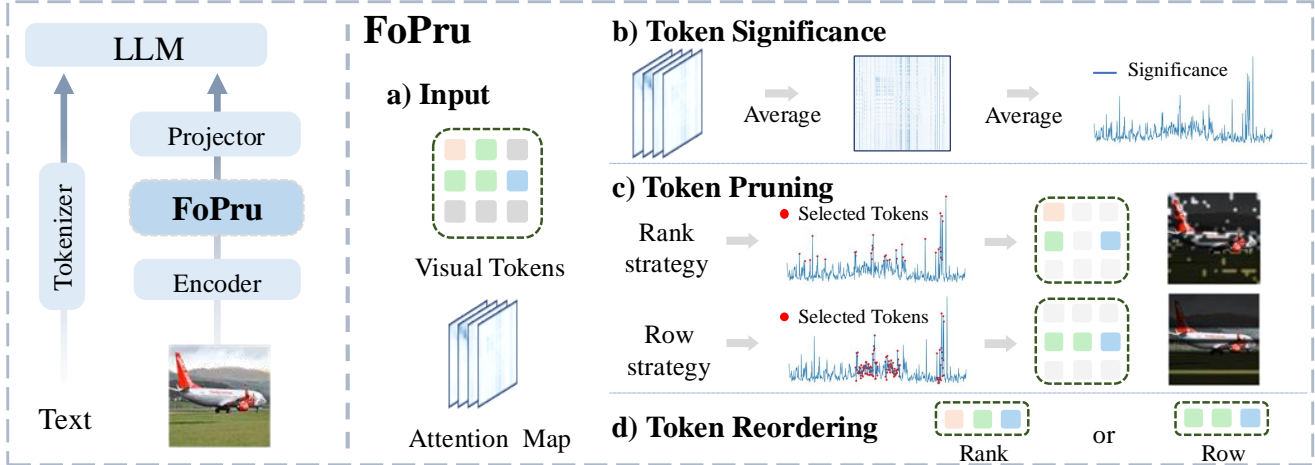 LLM
Projector
FoPru
Tokenizer
Encoder
Text
FoPru
a) Input
Visual Tokens
Attention Map
b) Token Significance
Average
Average
Significance
c) Token Pruning
Rank
strategy
Selected Tokens
Row
strategy
Selected Tokens
d) Token Reordering
Rank
or
Row